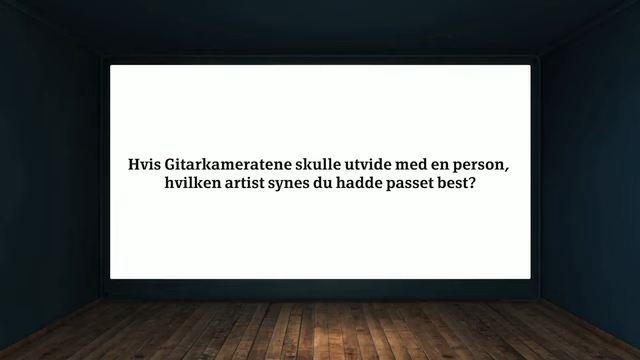 Hvis Gitarkameratene skulle utvide med en person,
hvilken artist synes du hadde passet best?